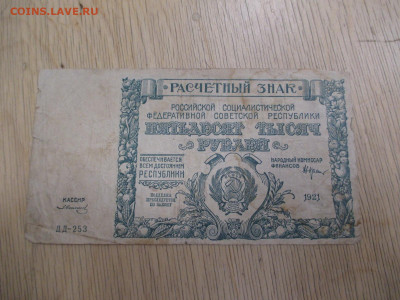 COINS.LAVE.RU
РАСЧЕТНЫЙ ЗНАК
РОССИЙСКОЙ СОЦИАЛИСТИЧЕСКОЙ
ФЕДЕРАТИВНОЙ СОВЕТСКОЙ РЕСПУБЛИКИ
ПЯТЬДЕСЯТ ТЫСЯЧ
РУБЛЕЙ
ОБЕСПЕЧИВАЕТСЯ
ВСЕМ ДОСТОЯНИЕМ
РЕСПУБЛИКИ
НАРОДНЫЙ КОМИССАР
ФИНАНСОВ
1921
КАССИР
ДД-253